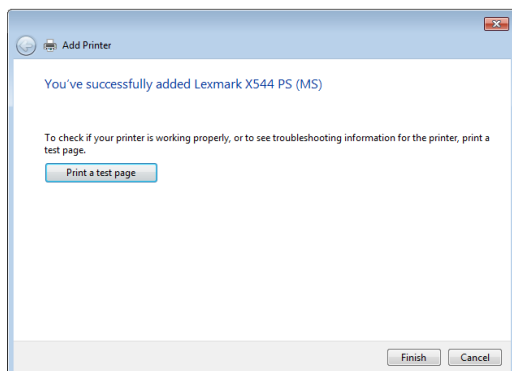 Add Printer
You've successfully added Lexmark X544 PS (MS)
To check if your printer is working properly, or to see troubleshooting information for the printer, print a
test page.
Print a test page
Finish Cancel